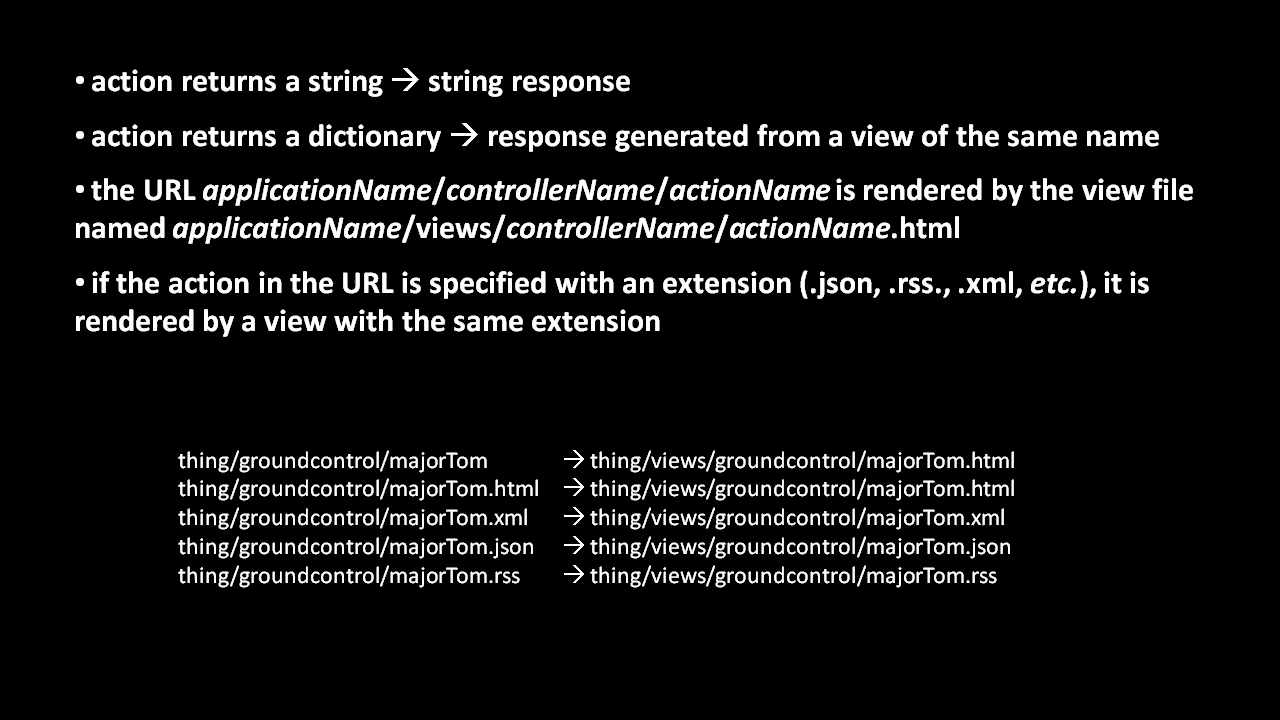 • action returns a string → string response
• action returns a dictionary → response generated from a view of the same name
• the URL applicationName/controllerName/actionName is rendered by the view file
named applicationName/views/controllerName/actionName.html
• if the action in the URL is specified with an extension (.json, .rss., .xml, etc.), it is
rendered by a view with the same extension
thing/groundcontrol/majorTom → thing/views/groundcontrol/majorTom.html
thing/groundcontrol/majorTom.html → thing/views/groundcontrol/majorTom.html
thing/groundcontrol/majorTom.xml → thing/views/groundcontrol/majorTom.xml
thing/groundcontrol/majorTom.json → thing/views/groundcontrol/majorTom.json
thing/groundcontrol/majorTom.rss → thing/views/groundcontrol/majorTom.rss